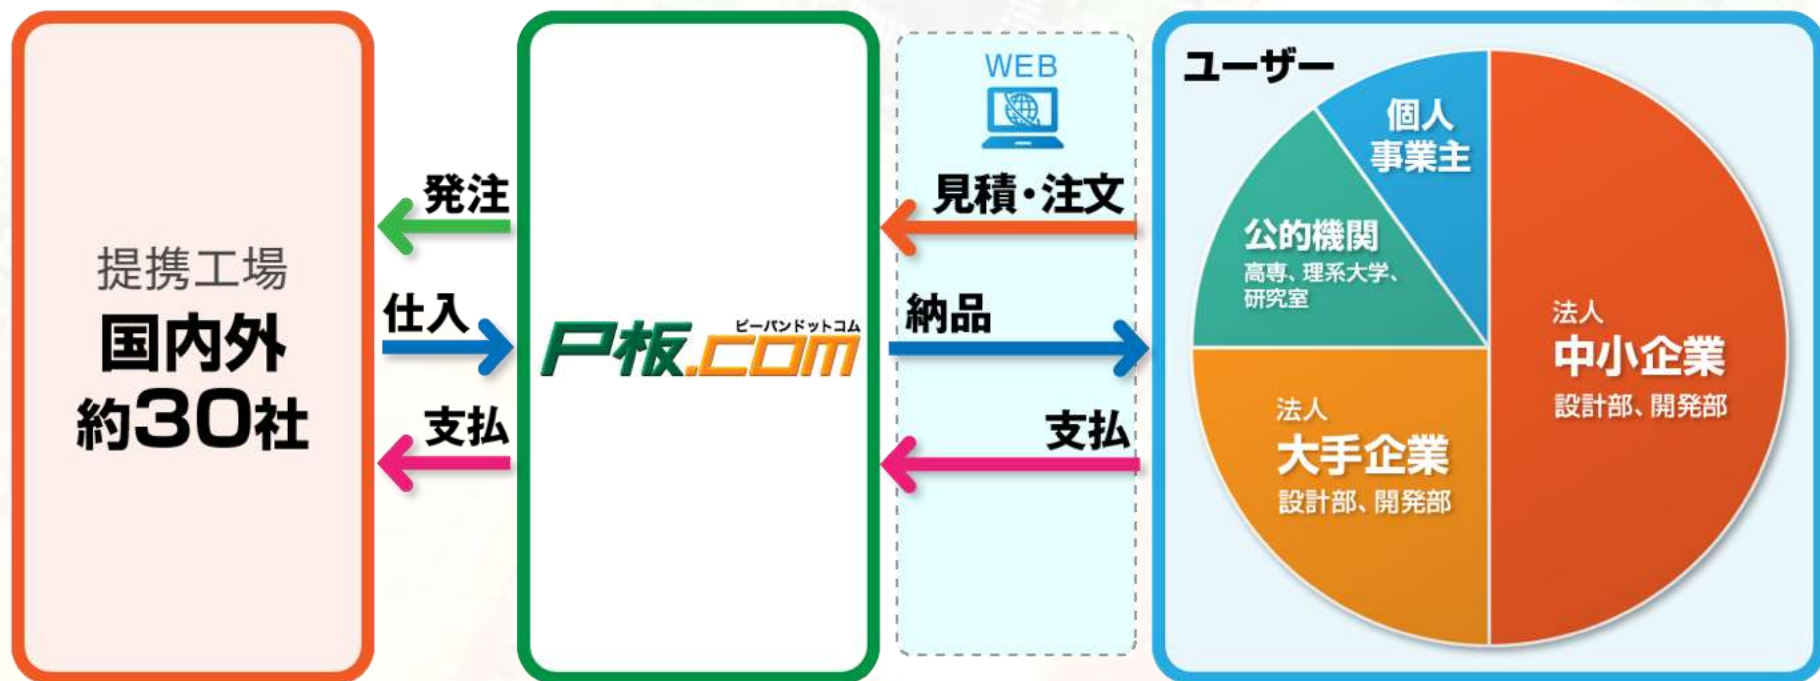 提携工場
国内外
約30社
発注
仕入
支払
ピーバンドットコム
P板.com
WEB
見積・注文
納品
支払
ユーザー
個人
事業主
公的機関
高専、理系大学、
研究室
法人
中小企業
設計部、開発部
法人
大手企業
設計部、開発部